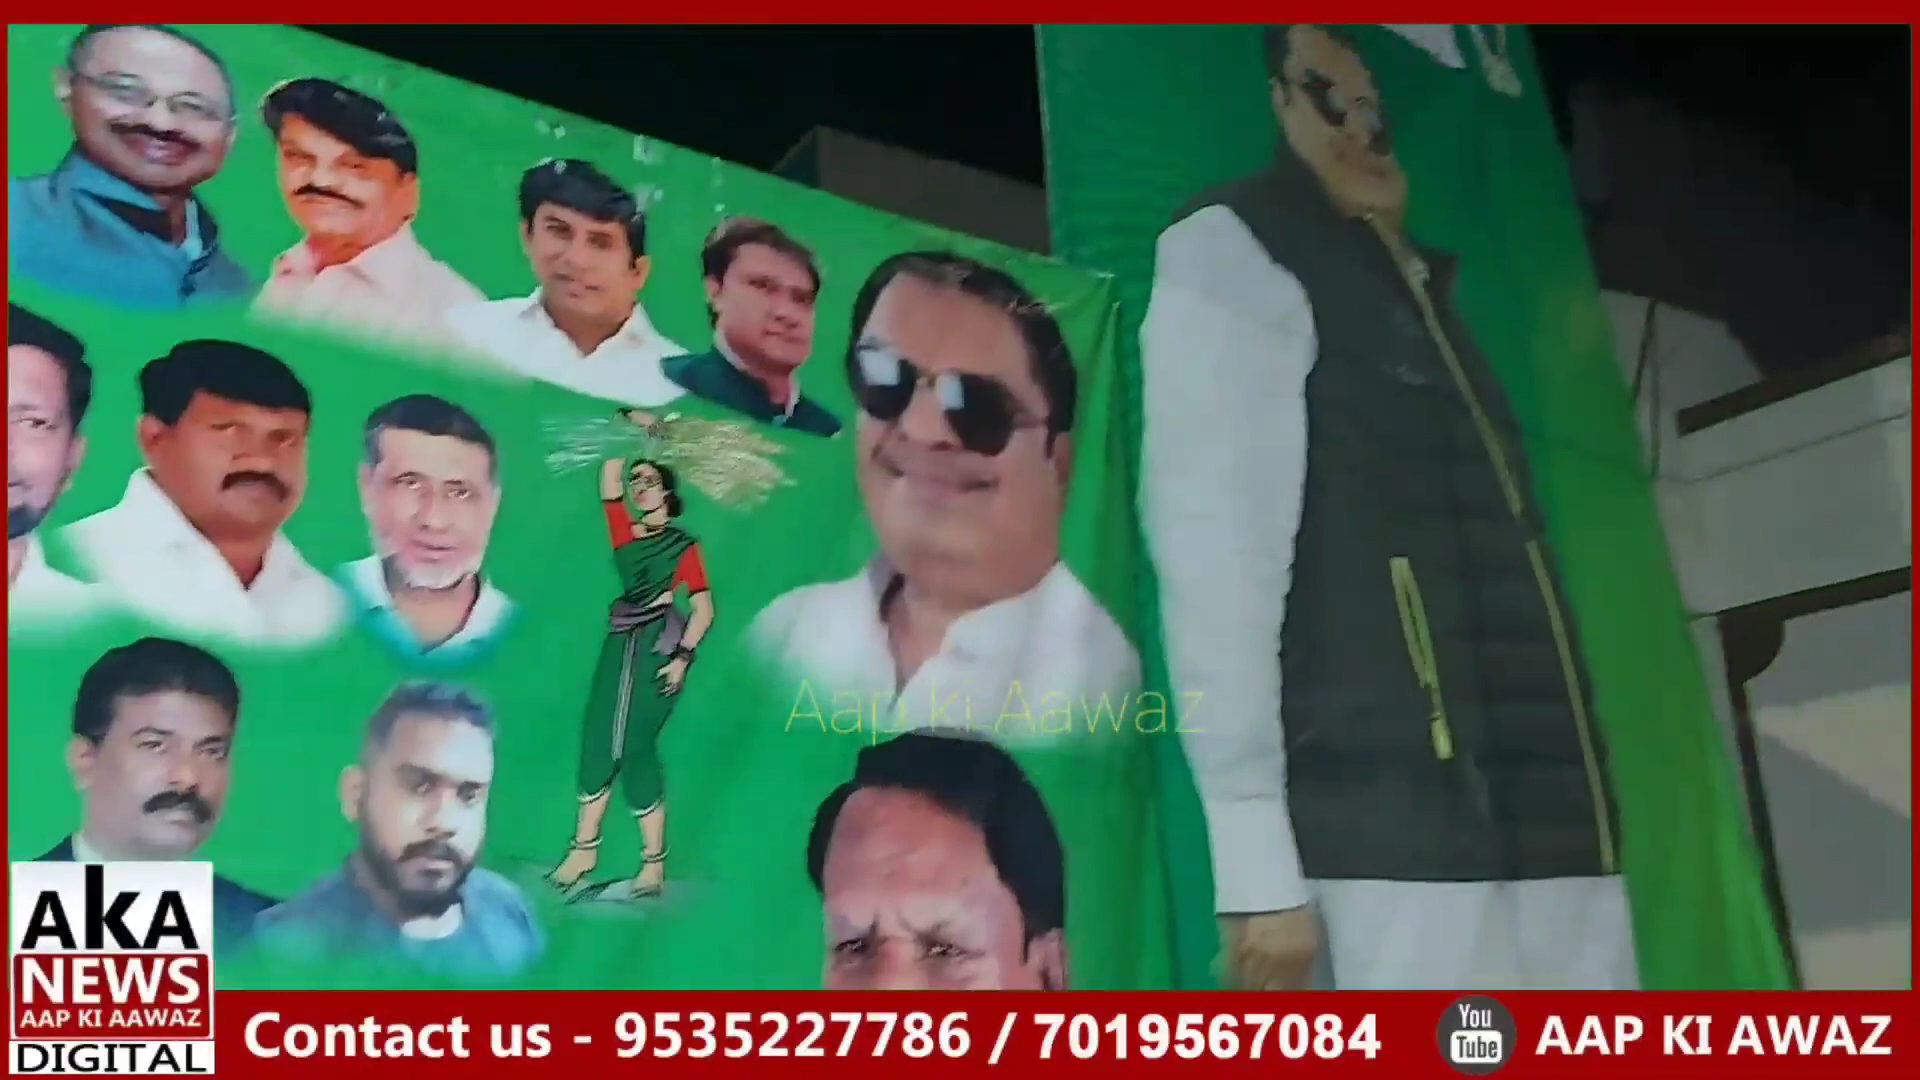 Aap ki Aawaz
AKA
NEWS
AAP KI AAWAZ
DIGITAL
Contact us - 9535227786 / 7019567084
You
Tube
AAP KI AWAZ